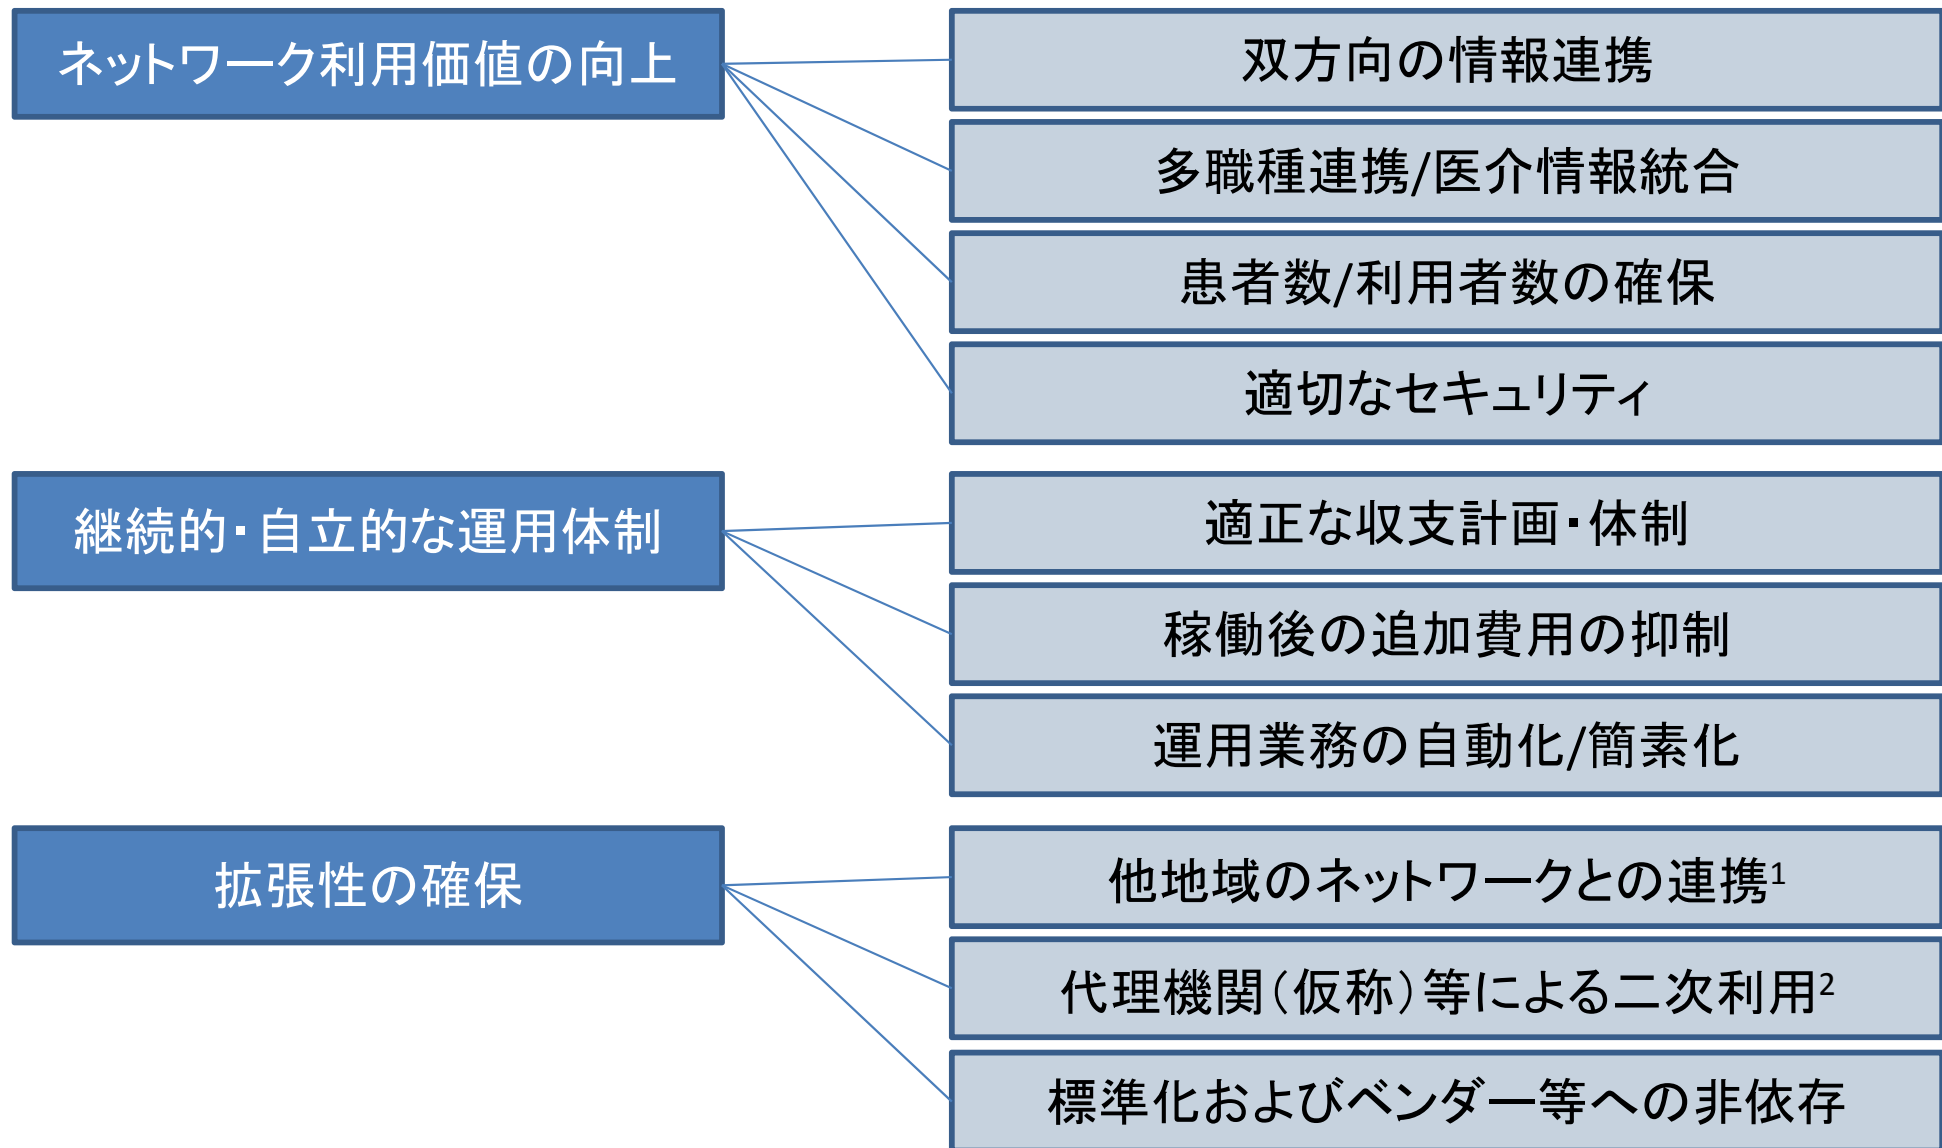 ネットワーク利用価値の向上
双方向の情報連携
多職種連携/医介情報統合
患者数/利用者数の確保
適切なセキュリティ
継続的・自立的な運用体制
適正な収支計画・体制
稼働後の追加費用の抑制
運用業務の自動化/簡素化
拡張性の確保
他地域のネットワークとの連携1
代理機関（仮称）等による二次利用2
標準化およびベンダー等への非依存